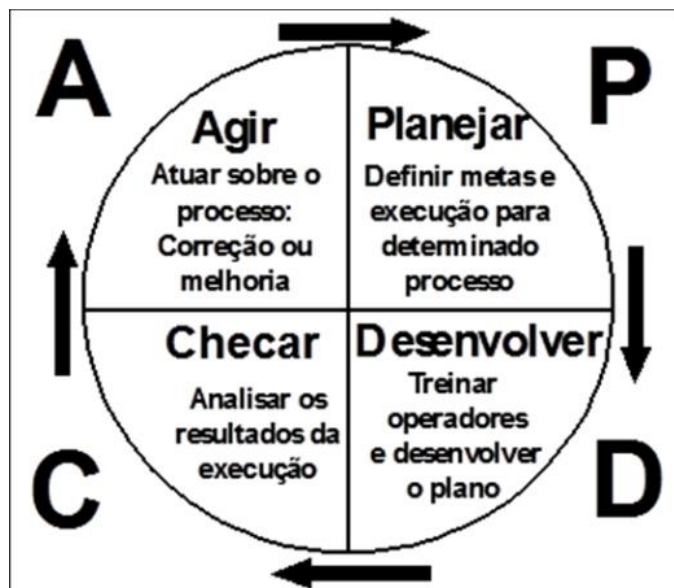 A
P
Agir
Atuar sobre o
processo:
Correção ou
melhoria
Planejar
Definir metas e
execução para
determinado
processo
Checar
Analisar os
resultados da
execução
Desenvolver
Treinar
operadores
e desenvolver
o plano
C
D